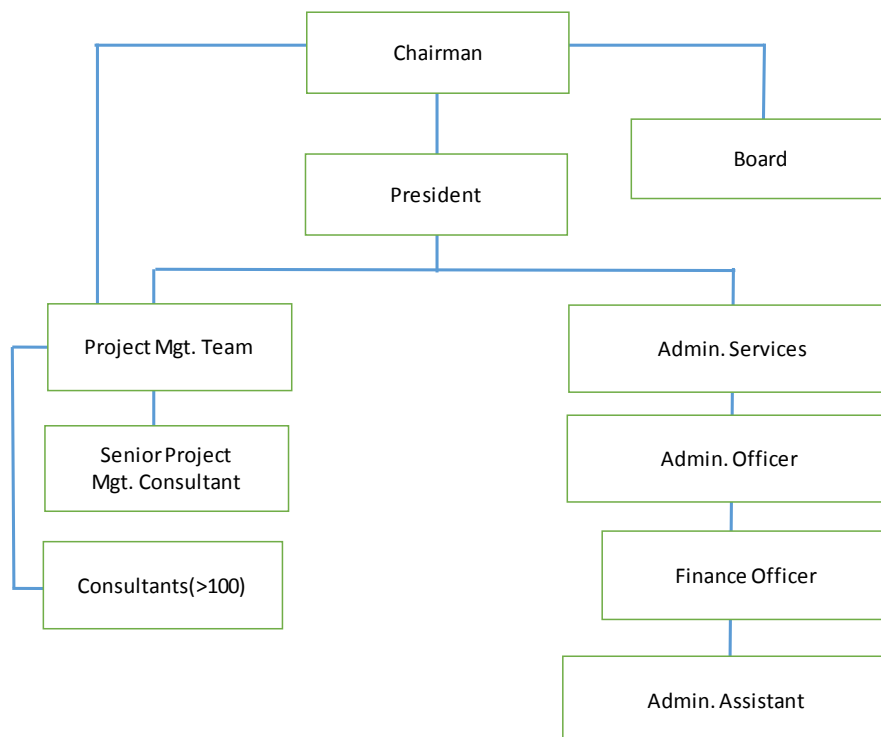 Chairman
Board
President
Project Mgt. Team
Admin. Services
Senior Project
Mgt. Consultant
Admin. Officer
Consultants(>100)
Finance Officer
Admin. Assistant